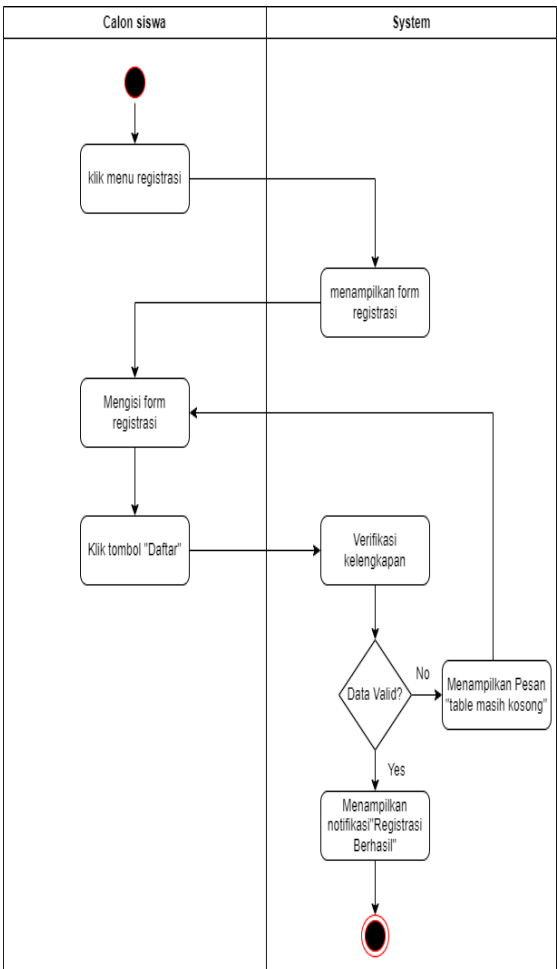 Calon siswa
System
klik menu registrasi
menampilkan form
registrasi
Mengisi form
registrasi
Klik tombol "Daftar"
Verifikasi
kelengkapan
Data Valid?
No
Menampilkan Pesan
"table masih kosong"
Yes
Menampilkan
notifikasi"Registrasi
Berhasil"